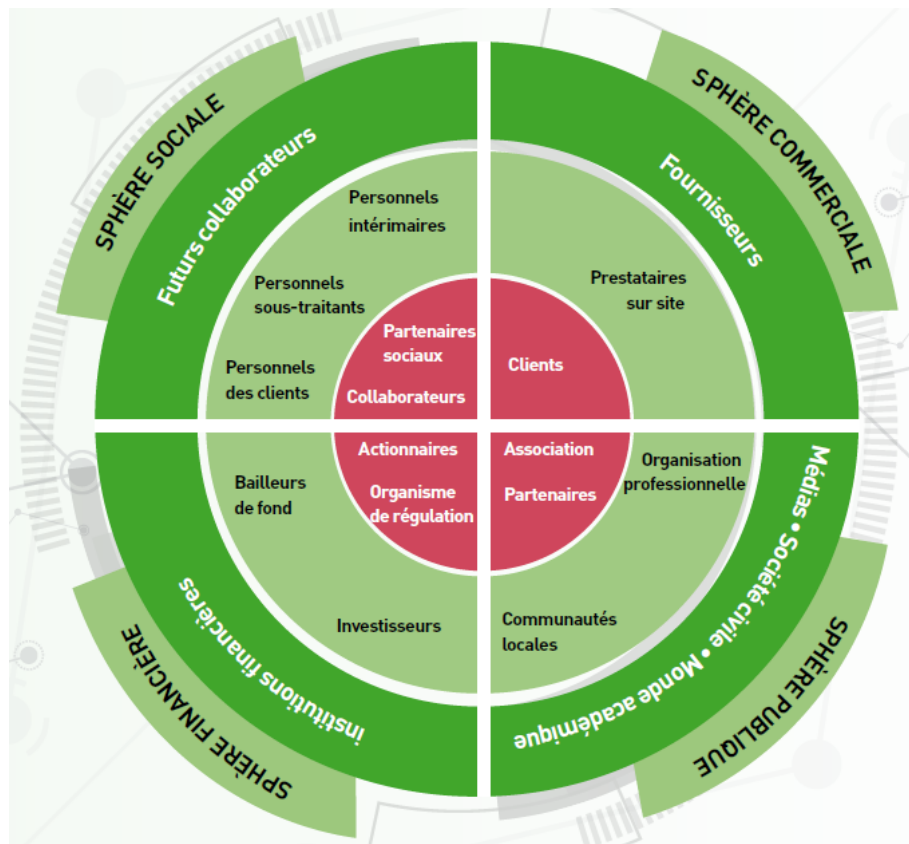 SPHÈRE SOCIALE
Futurs collaborateurs
Personnels
intérimaires
Personnels
sous-traitants
Personnels
des clients
Partenaires
sociaux
Collaborateurs
SPHÈRE COMMERCIALE
Fournisseurs
Prestataires
sur site
Clients
Actionnaires
Organisme
de régulation
Bailleurs
de fond
Investisseurs
institutions financières
SPHÈRE FINANCIÈRE
Association
Partenaires
Organisation
professionnelle
Communautés
locales
Médias • Société civile • Monde académique
SPHÈRE PUBLIQUE